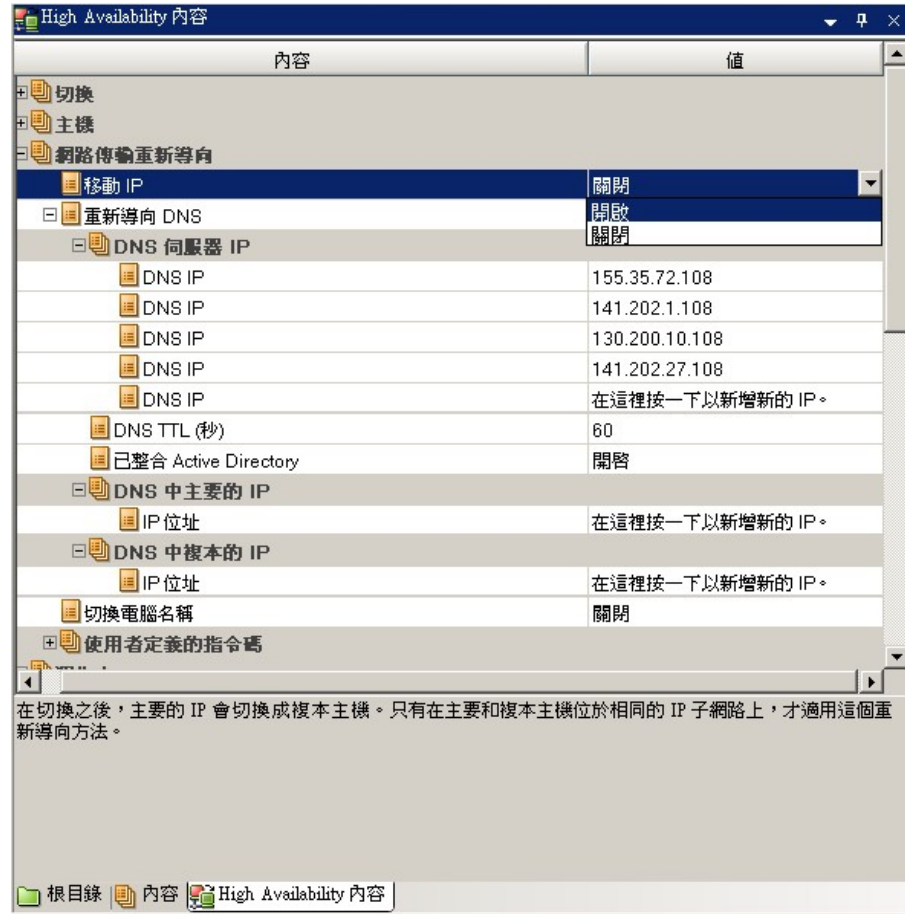 High Availability 內容
內容 值
切換
主機
網路傳輸重新導向
移動 IP 關閉
開啟
重新導向 DNS
關閉
DNS 伺服器 IP
DNS IP 155.35.72.108
DNS IP 141.202.1.108
DNS IP 130.200.10.108
DNS IP 141.202.27.108
DNS IP 在這裡按一下以新增新的 IP。
DNS TTL (秒) 60
已整合 Active Directory 開啓
DNS 中主要的 IP
IP 位址 在這裡按一下以新增新的 IP。
DNS 中複本的 IP
IP 位址 在這裡按一下以新增新的 IP。
切換電腦名稱 關閉
使用者定義的指令碼
在切換之後,主要的 IP 會切換成複本主機。只有在主要和複本主機位於相同的 IP 子網路上,才適用這個重
新導向方法。
根目錄 內容 High Availability 內容